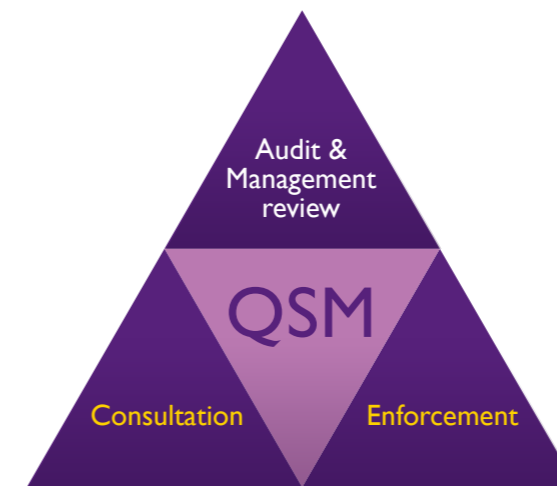 Audit &
Management
review
QSM
Consultation
Enforcement